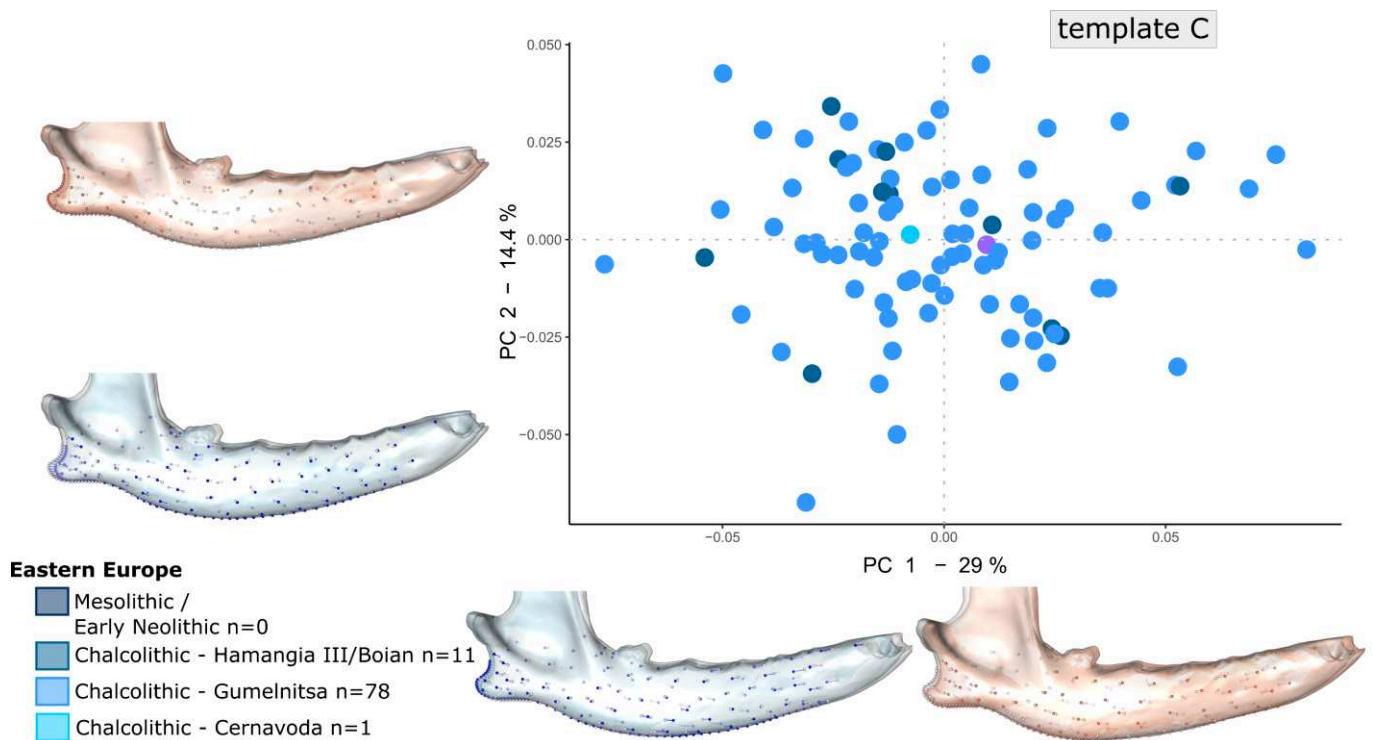 template C
0.050
0.025
0.000
−0.025
−0.050
PC 2 − 14.4 %
−0.05
0.00
0.05
PC 1 − 29 %
Eastern Europe
Mesolithic /
Early Neolithic n=0
Chalcolithic - Hamangia III/Boian n=11
Chalcolithic - Gumelnitsa n=78
Chalcolithic - Cernavoda n=1